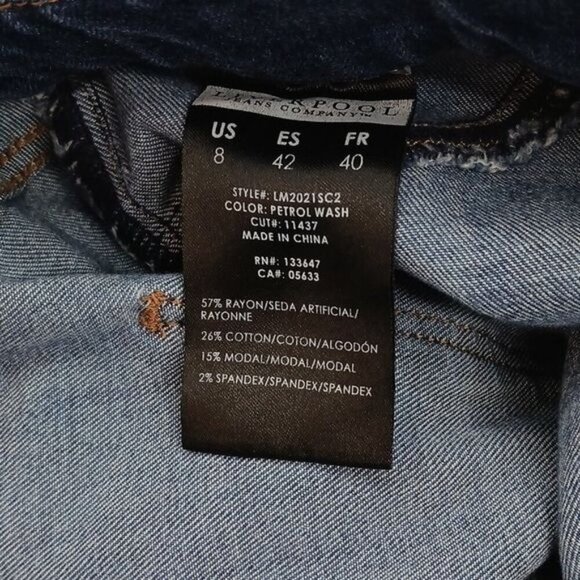 POOL
JEANS COMPANY™
US ES FR
8 42 40
STYLE#: LM2021SC2
COLOR: PETROL WASH
CUT#: 11437
MADE IN CHINA
RN#: 133647
CA#: 05633
57% RAYON/SEDA ARTIFICIAL/
RAYONNE
26% COTTON/COTON/ALGODÓN
15% MODAL/MODAL/MODAL
2% SPANDEX/SPANDEX/SPANDEX